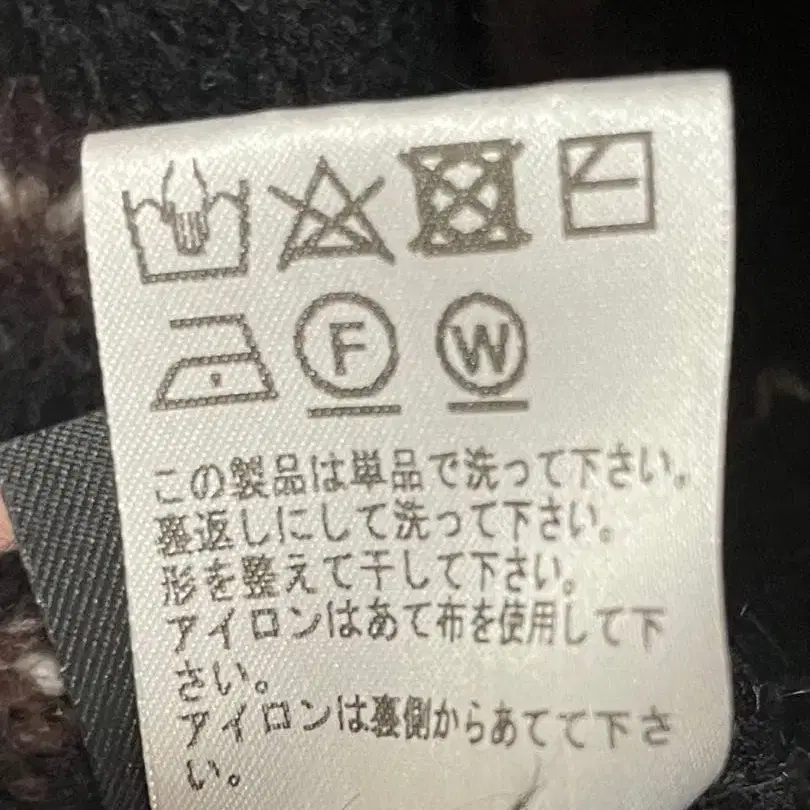 F W
この製品は単品で洗って下さい。
裏返しにして洗って下さい。
形を整えて干して下さい。
アイロンはあて布を使用して下
さい。
アイロンは裏側からあてて下さ
い。